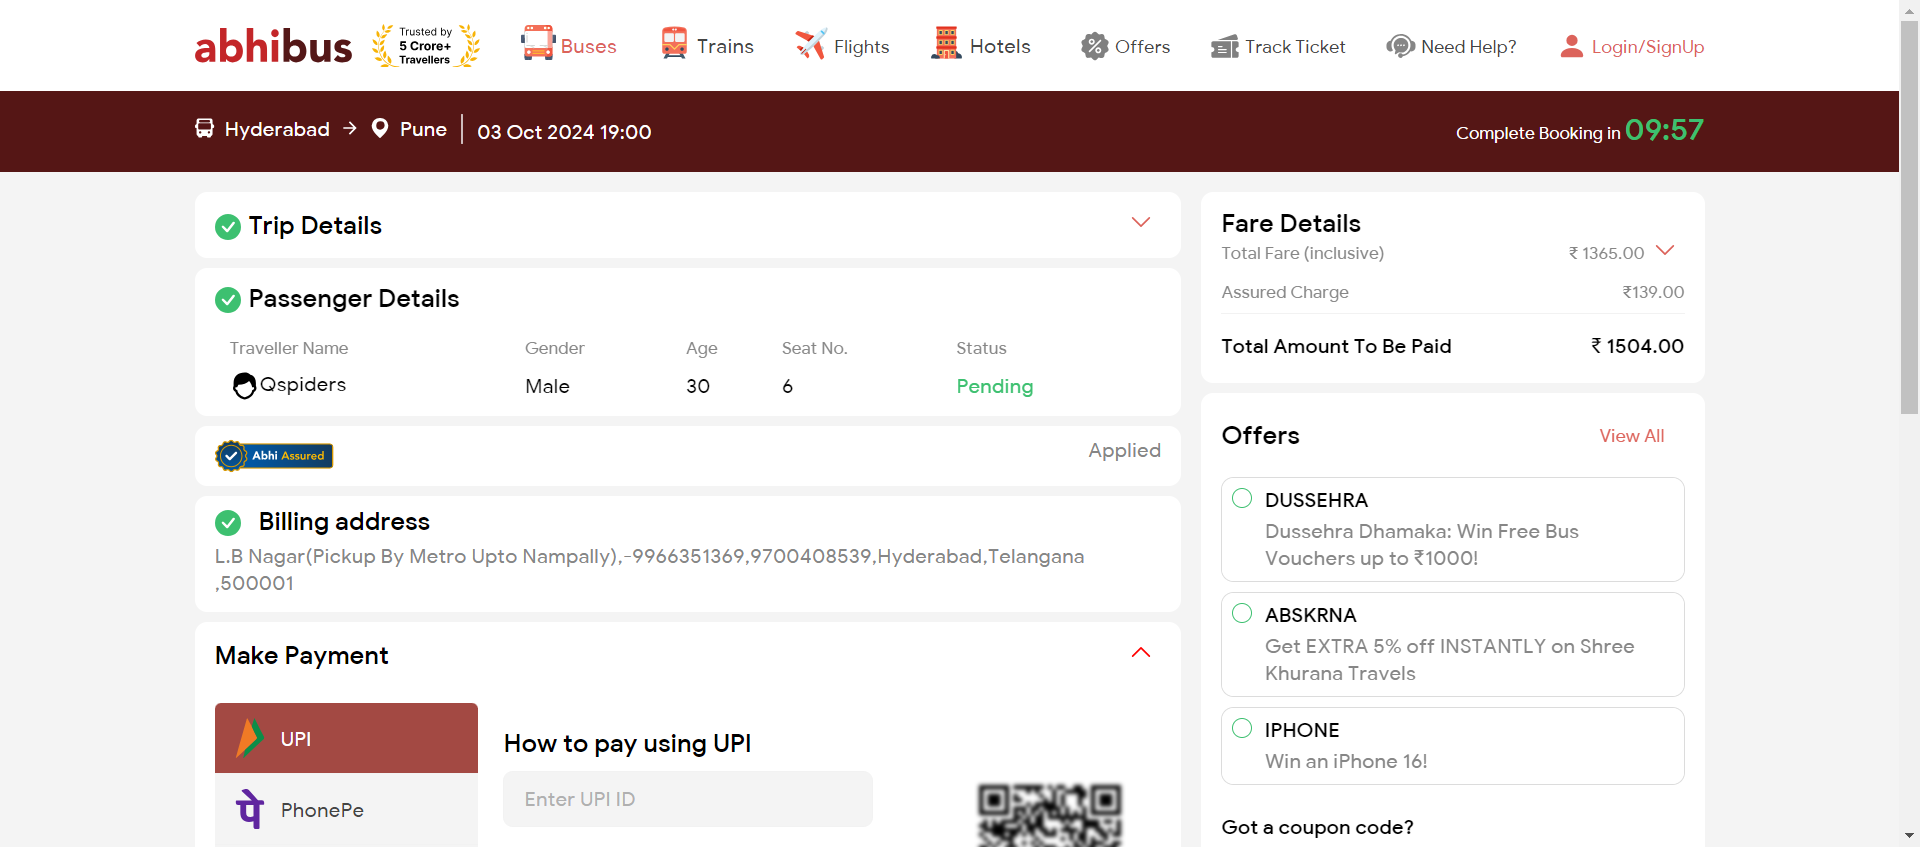 abhibus
Trusted by
5 Crore+
Travellers
Buses
Trains
Flights
Hotels
Offers
Track Ticket
Need Help?
Login/SignUp
Hyderabad → Pune 03 Oct 2024 19:00
Complete Booking in 09:57
Trip Details
Passenger Details
Traveller Name Gender Age Seat No. Status
Qspiders Male 30 6 Pending
Abhi Assured Applied
Billing address
L.B Nagar(Pickup By Metro Upto Nampally),-9966351369,9700408539,Hyderabad,Telangana
,500001
Make Payment
UPI
PhonePe
How to pay using UPI
Enter UPI ID
Fare Details
Total Fare (inclusive) ₹ 1365.00
Assured Charge ₹139.00
Total Amount To Be Paid ₹ 1504.00
Offers View All
DUSSEHRA
Dussehra Dhamaka: Win Free Bus
Vouchers up to ₹1000!
ABSKRNA
Get EXTRA 5% off INSTANTLY on Shree
Khurana Travels
IPHONE
Win an iPhone 16!
Got a coupon code?